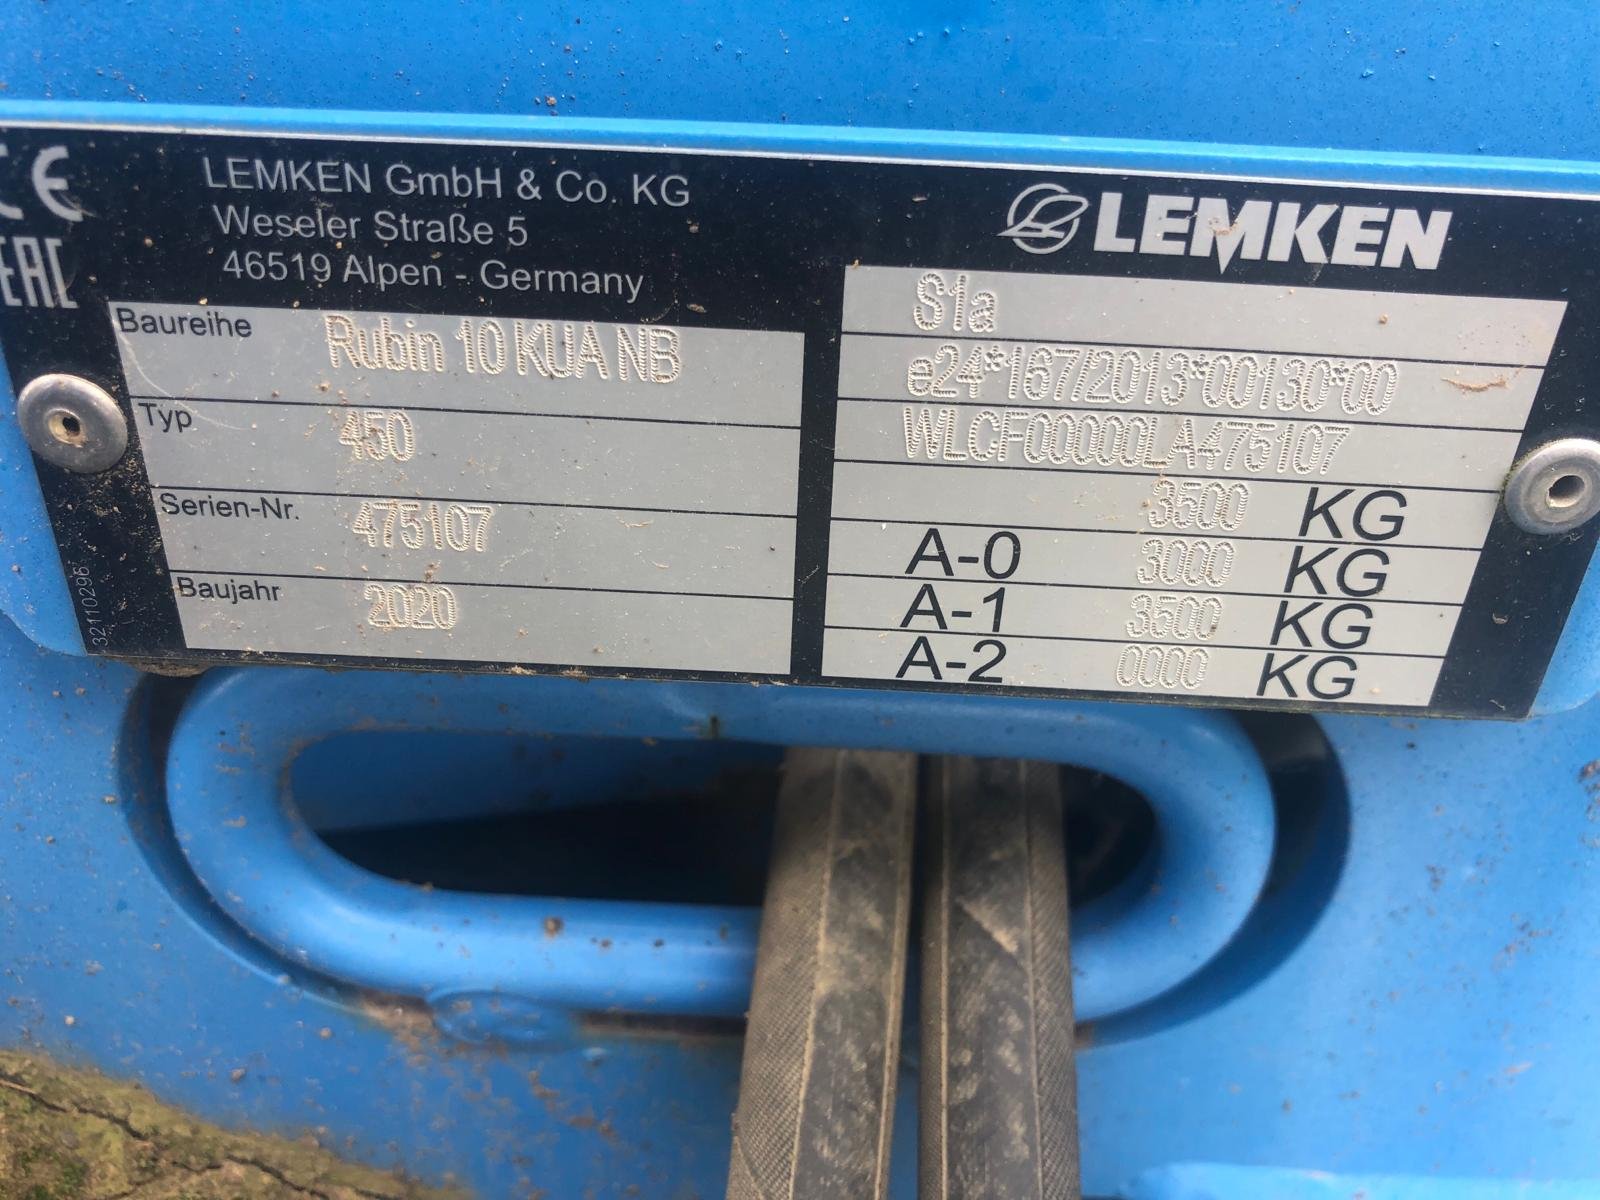 CE
EAC
LEMKEN GmbH & Co. KG
Weseler Straße 5
46519 Alpen - Germany
Baureihe Rubin 10 KUA NB
Typ 450
Serien-Nr. 475107
Baujahr 2020
32110296
LEMKEN
S1a
e24*167/2013*00130*00
WLCF00000LA475107
3500 KG
A-0 3000 KG
A-1 3500 KG
A-2 0000 KG